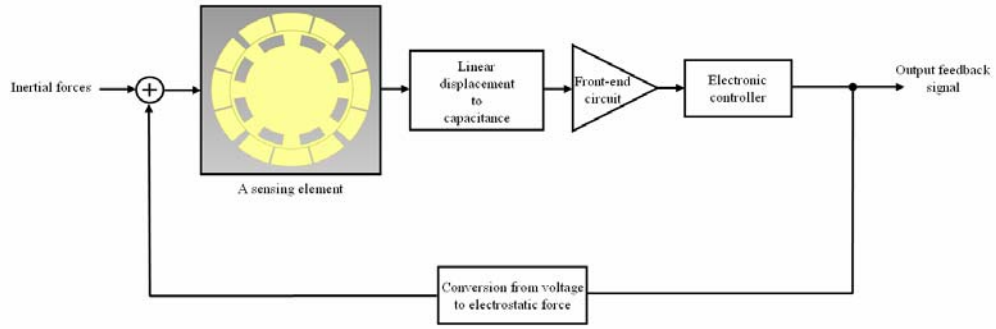 Inertial forces
A sensing element
Linear
displacement
to
capacitance
Front-end
circuit
Electronic
controller
Output feedback
signal
Conversion from voltage
to electrostatic force